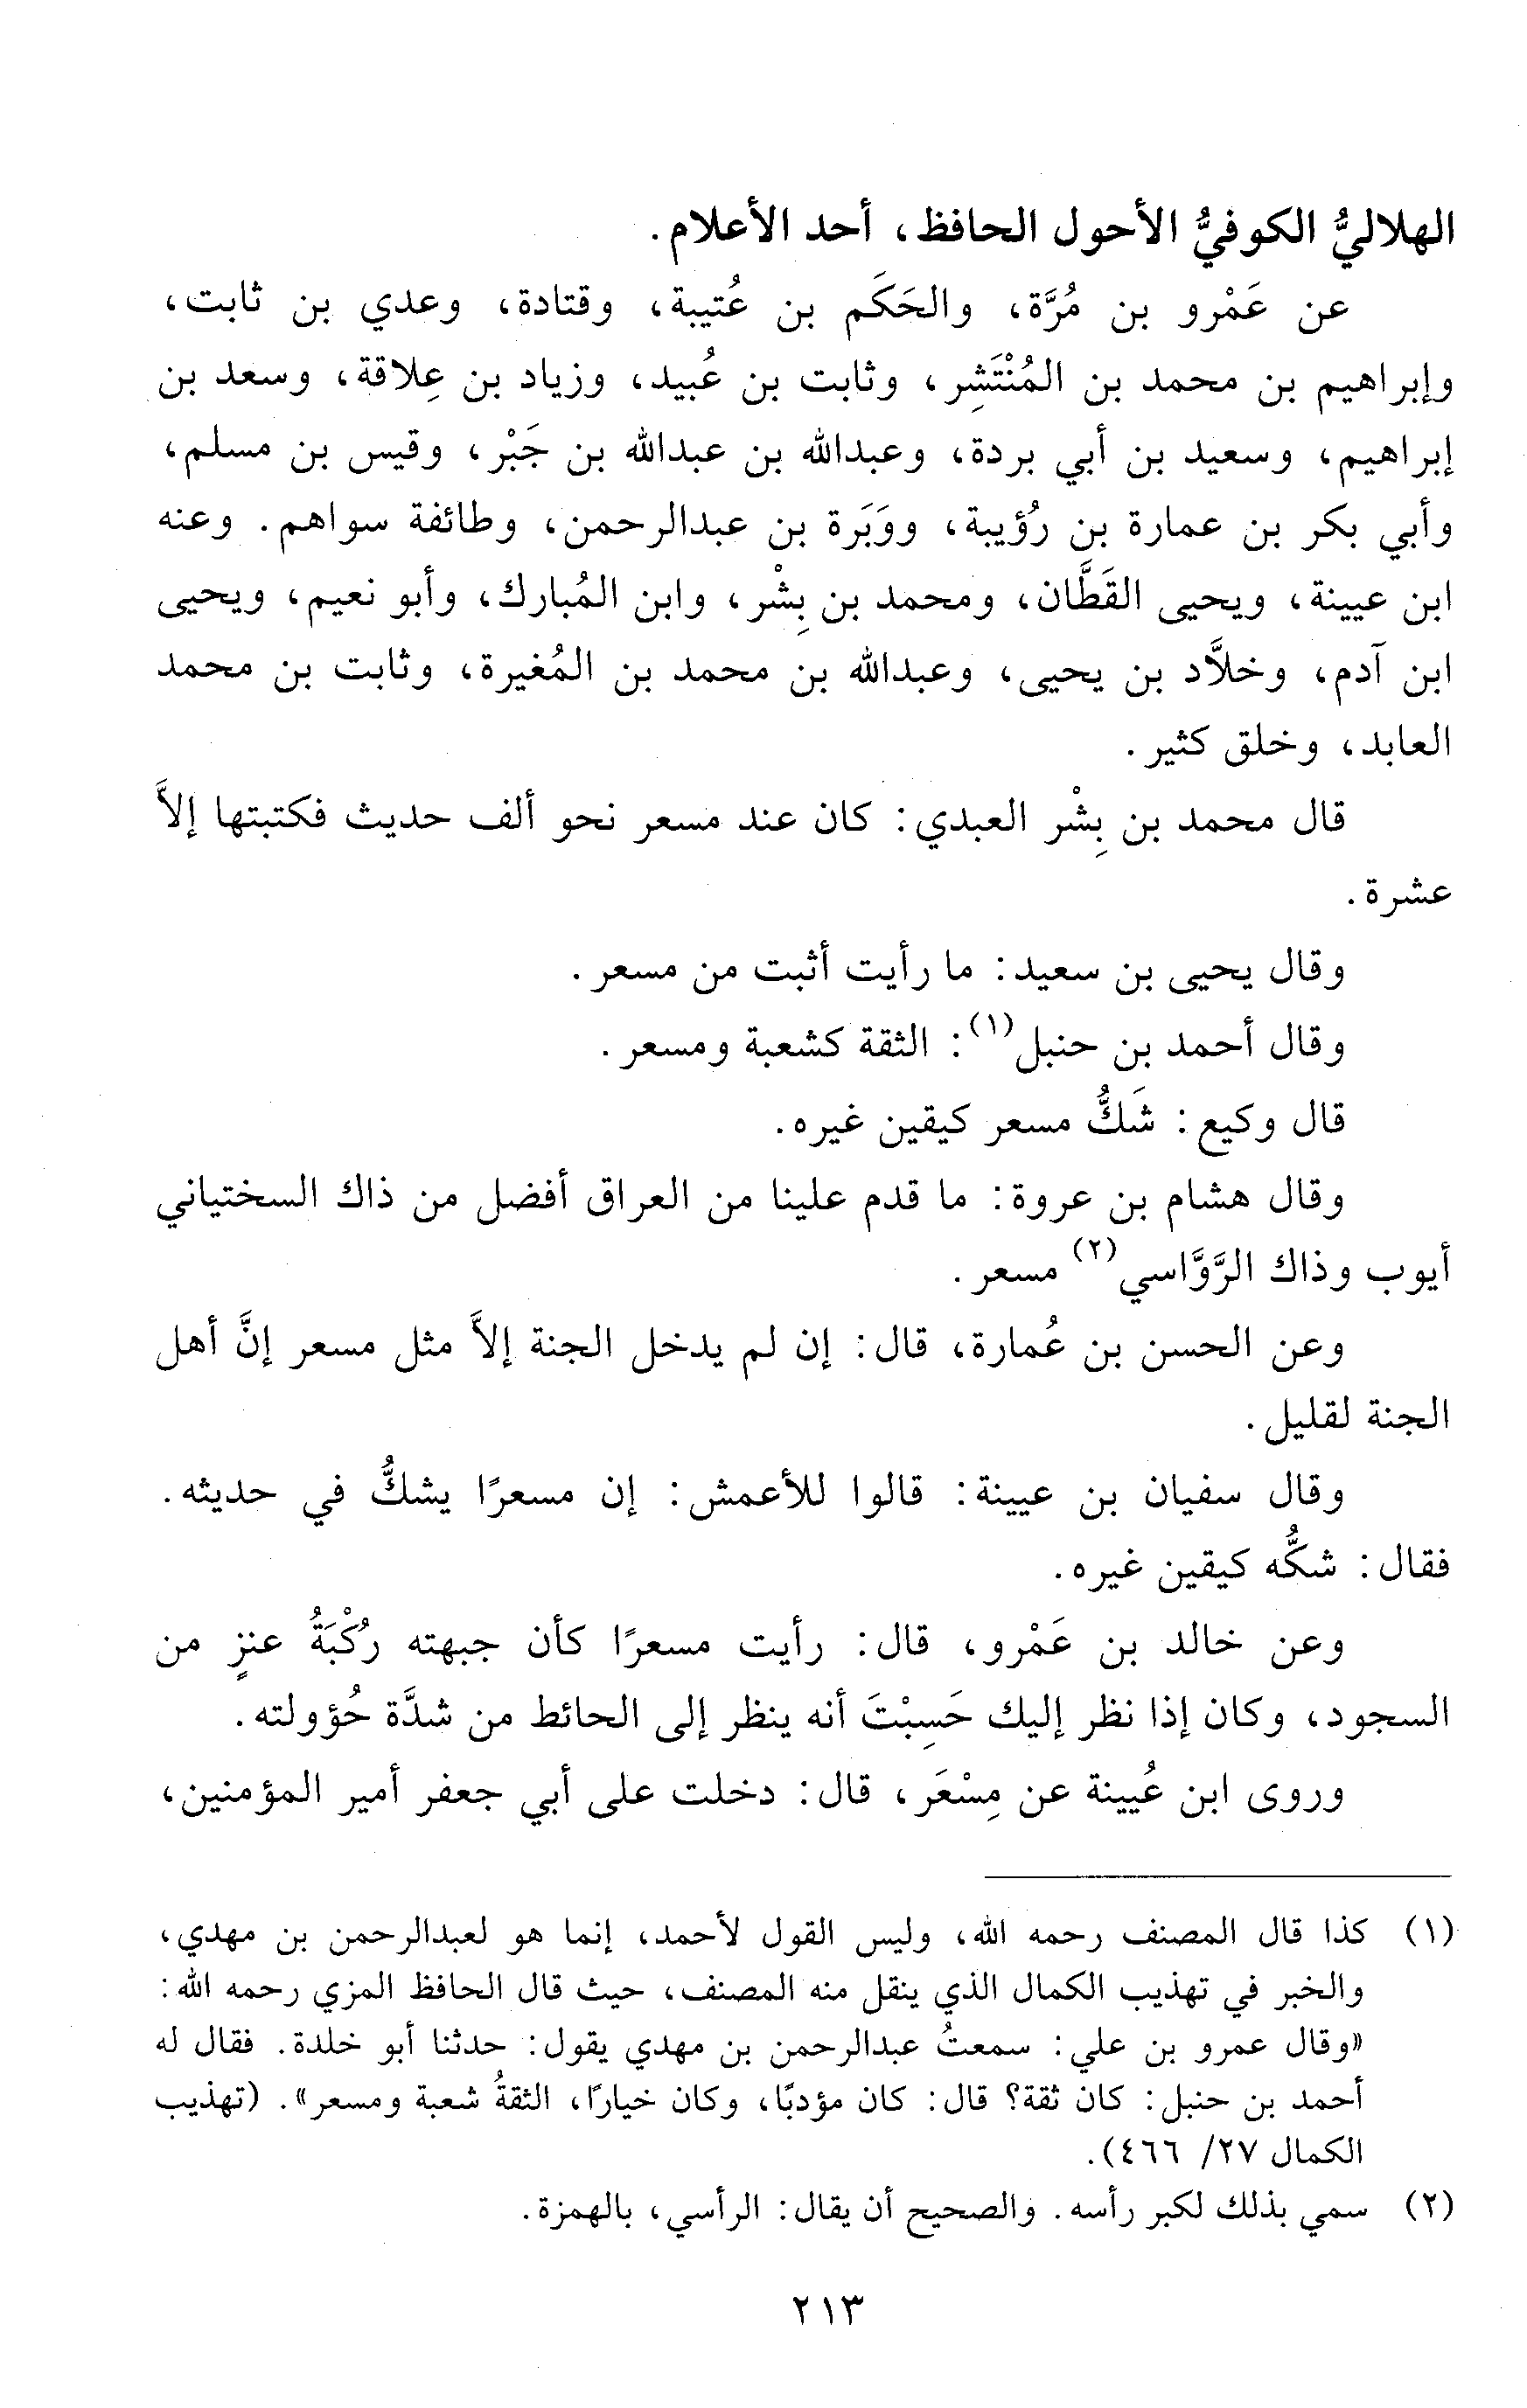 الهلاليُّ الكوفيُّ الأحول الحافظ، أحد الأعلام.
عن عَمْرو بن مُرَّة، والحَكَم بن عُتيبة، وقتادة، وعدي بن ثابت،
وإبراهيم بن محمد بن المُنْتَشِر، وثابت بن عُبيد، وزياد بن عِلاقة، وسعد بن
إبراهيم، وسعيد بن أبي بردة، وعبدالله بن عبدالله بن جَبْر، وقيس بن مسلم،
وأبي بكر بن عمارة بن رُؤيبة، ووَبَرة بن عبدالرحمن، وطائفة سواهم. وعنه
ابن عيينة، ويحيى القَطَّان، ومحمد بن بِشْر، وابن المُبارك، وأبو نعيم، ويحيى
ابن آدم، وخلاَّد بن يحيى، وعبدالله بن محمد بن المُغيرة، وثابت بن محمد
العابد، وخلق كثير.
قال محمد بن بِشْر العبدي: كان عند مسعر نحو ألف حديث فكتبتها إلاَّ
عشرة.
وقال يحيى بن سعيد: ما رأيت أثبت من مسعر.
وقال أحمد بن حنبل(١): الثقة كشعبة ومسعر.
قال وكيع: شَكُّ مسعر كيقين غيره.
وقال هشام بن عروة: ما قدم علينا من العراق أفضل من ذاك السختياني
أيوب وذاك الرَّوَّاسي(٢) مسعر.
وعن الحسن بن عُمارة، قال: إن لم يدخل الجنة إلاَّ مثل مسعر إنَّ أهل
الجنة لقليل.
وقال سفيان بن عيينة: قالوا للأعمش: إن مسعرًا يشكُّ في حديثه.
فقال: شكُّه كيقين غيره.
وعن خالد بن عَمْرو، قال: رأيت مسعرًا كأن جبهته رُكْبَةُ عنزٍ من
السجود، وكان إذا نظر إليك حَسِبْتَ أنه ينظر إلى الحائط من شدَّة حُؤولته.
وروى ابن عُيينة عن مِسْعَر، قال: دخلت على أبي جعفر أمير المؤمنين،
(١) كذا قال المصنف رحمه الله، وليس القول لأحمد، إنما هو لعبدالرحمن بن مهدي،
والخبر في تهذيب الكمال الذي ينقل منه المصنف، حيث قال الحافظ المزي رحمه الله:
«وقال عمرو بن علي: سمعتُ عبدالرحمن بن مهدي يقول: حدثنا أبو خلدة. فقال له
أحمد بن حنبل: كان ثقة؟ قال: كان مؤدبًا، وكان خيارًا، الثقةُ شعبة ومسعر». (تهذيب
الكمال ٢٧/ ٤٦٦).
(٢) سمي بذلك لكبر رأسه. والصحيح أن يقال: الرأسي، بالهمزة.
٢١٣